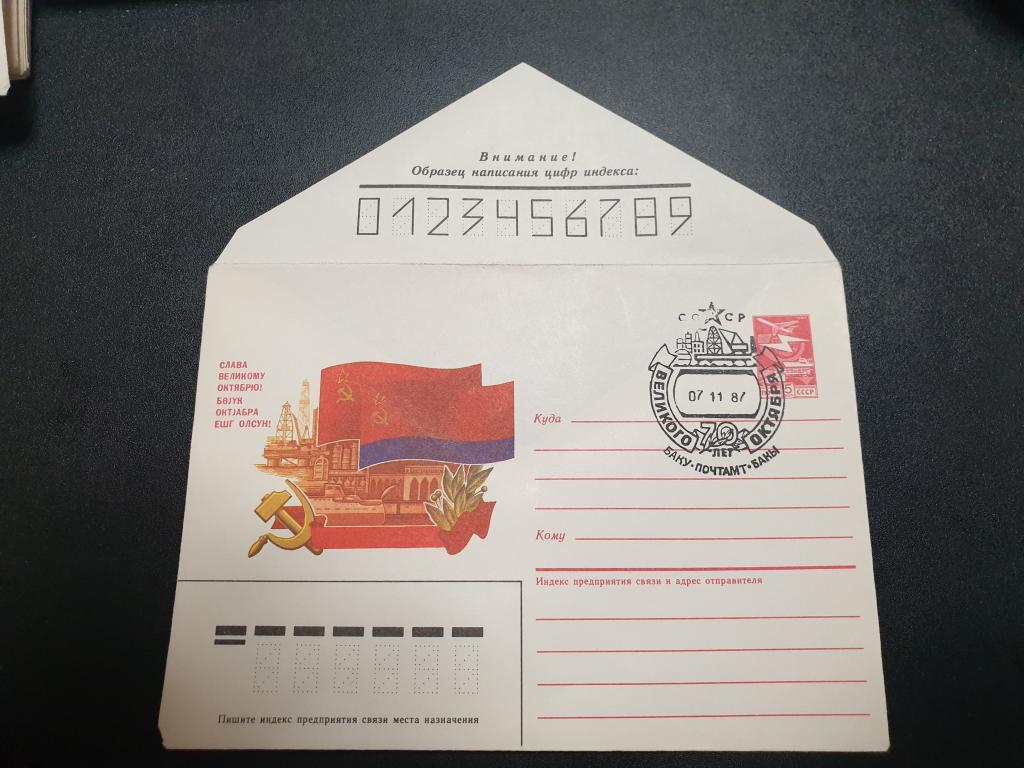 Внимание!
Образец написания цифр индекса:
0123456789
СЛАВА
ВЕЛИКОМУ
ОКТЯБРЮ!
БӨЈҮК
ОКТЈАБРА
ЕШГ ОЛСУН!
СССР
ВЕЛИКОГО ОКТЯБРЯ
07 11 87
70
ЛЕТ
БАКУ•ПОЧТАМТ•БАКЫ
5 СССР
Куда
Кому
Индекс предприятия связи и адрес отправителя
Пишите индекс предприятия связи места назначения